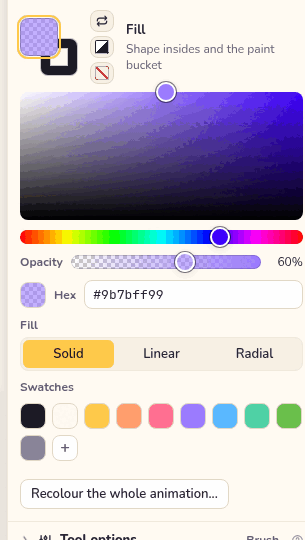 Fill
Shape insides and the paint
bucket
Opacity
60%
Hex
#9b7bff99
Fill
Solid
Linear
Radial
Swatches
+
Recolour the whole animation...
Tool options
Brush